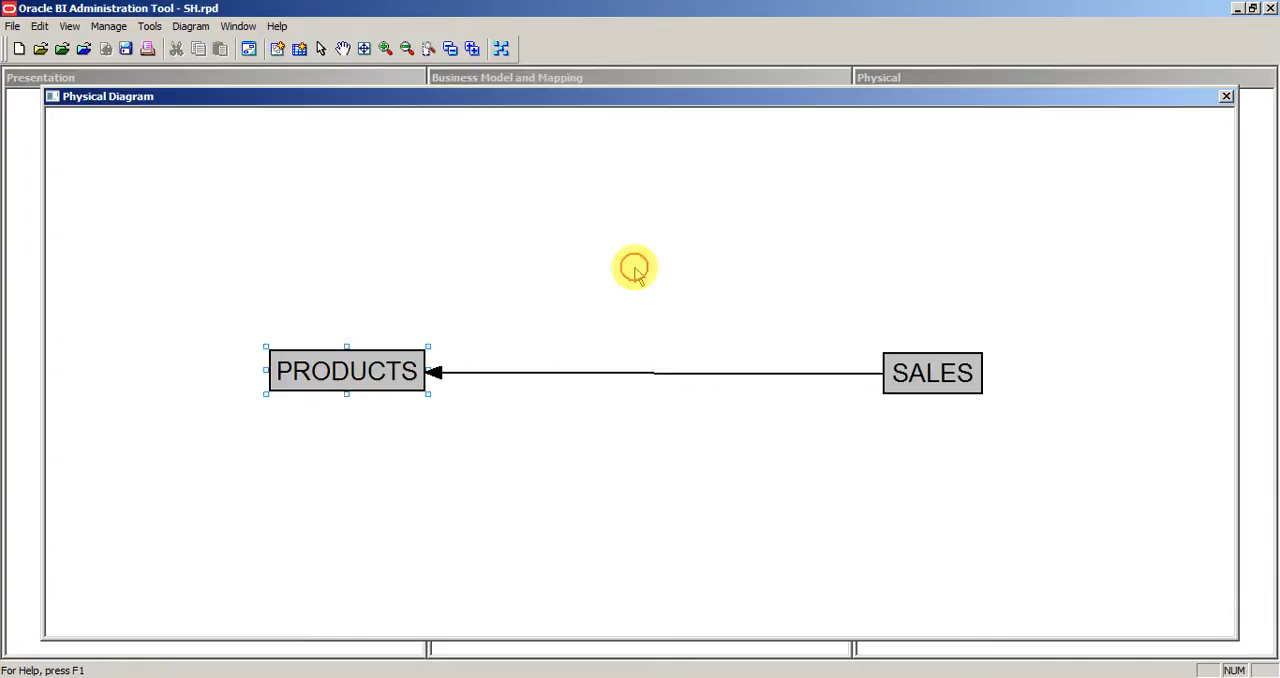 Oracle BI Administration Tool - SH.rpd
File Edit View Manage Tools Diagram Window Help
Presentation Business Model and Mapping Physical
Physical Diagram
PRODUCTS SALES
For Help, press F1 NUM